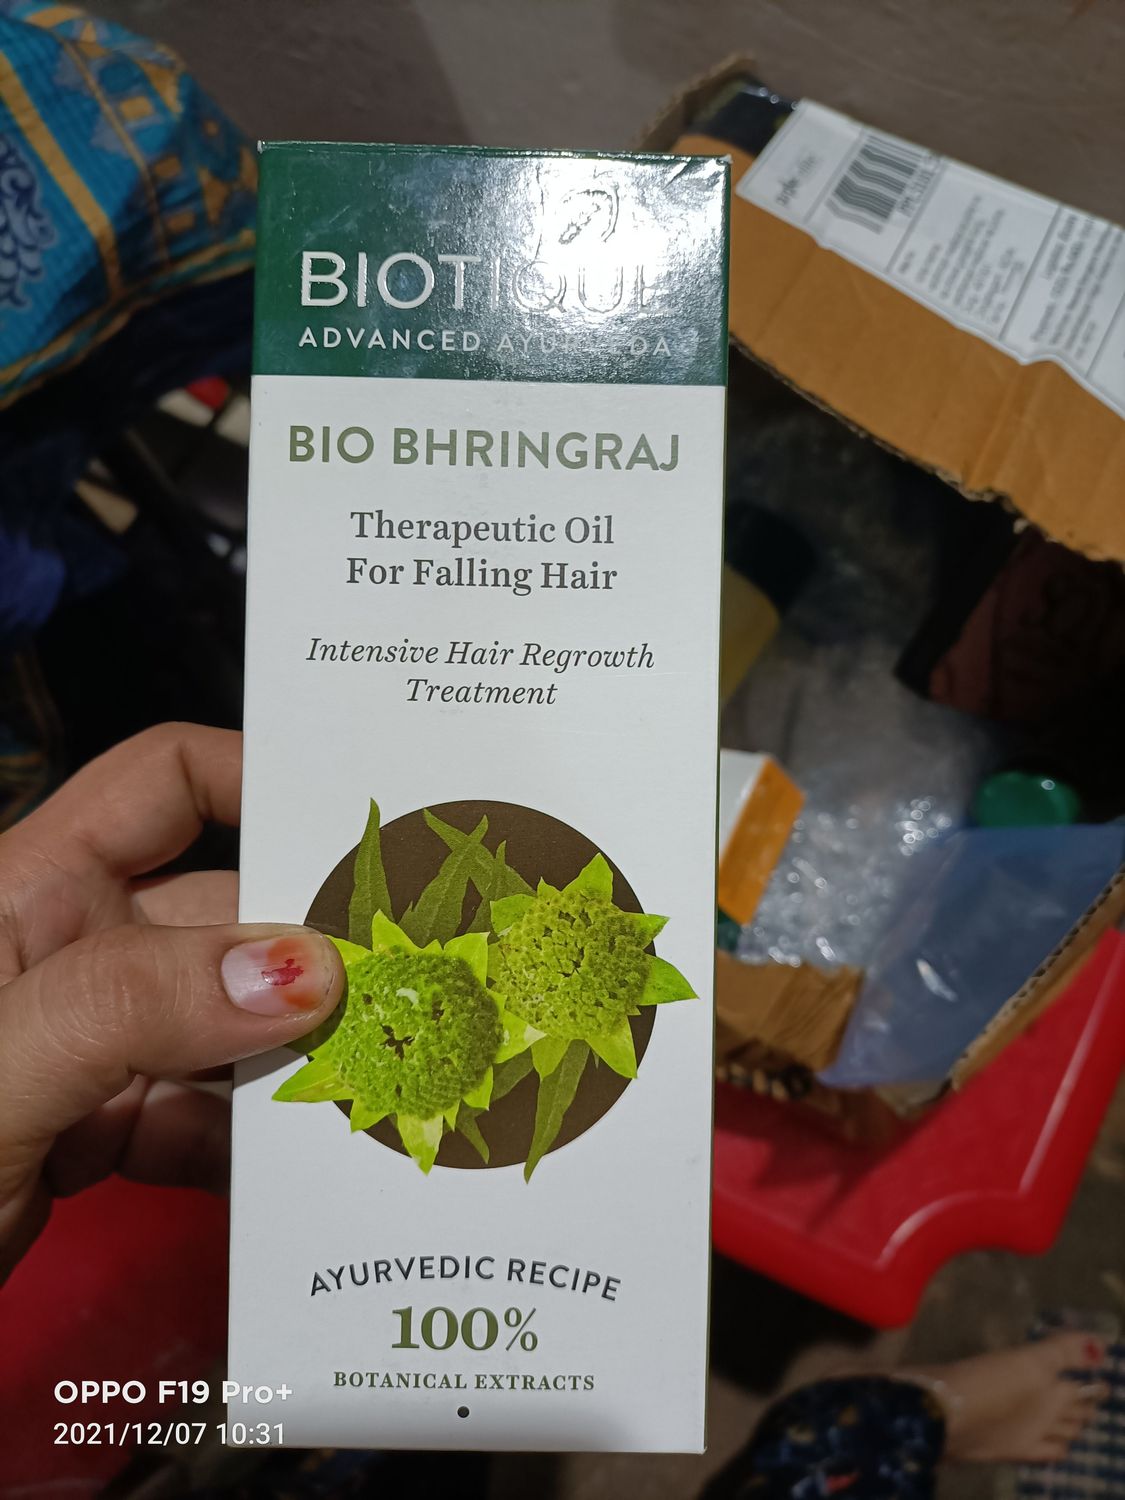 BIOTIQUE
ADVANCED AYURVEDA
BIO BHRINGRAJ
Therapeutic Oil
For Falling Hair
Intensive Hair Regrowth
Treatment
AYURVEDIC RECIPE
100%
BOTANICAL EXTRACTS
OPPO F19 Pro+
2021/12/07 10:31